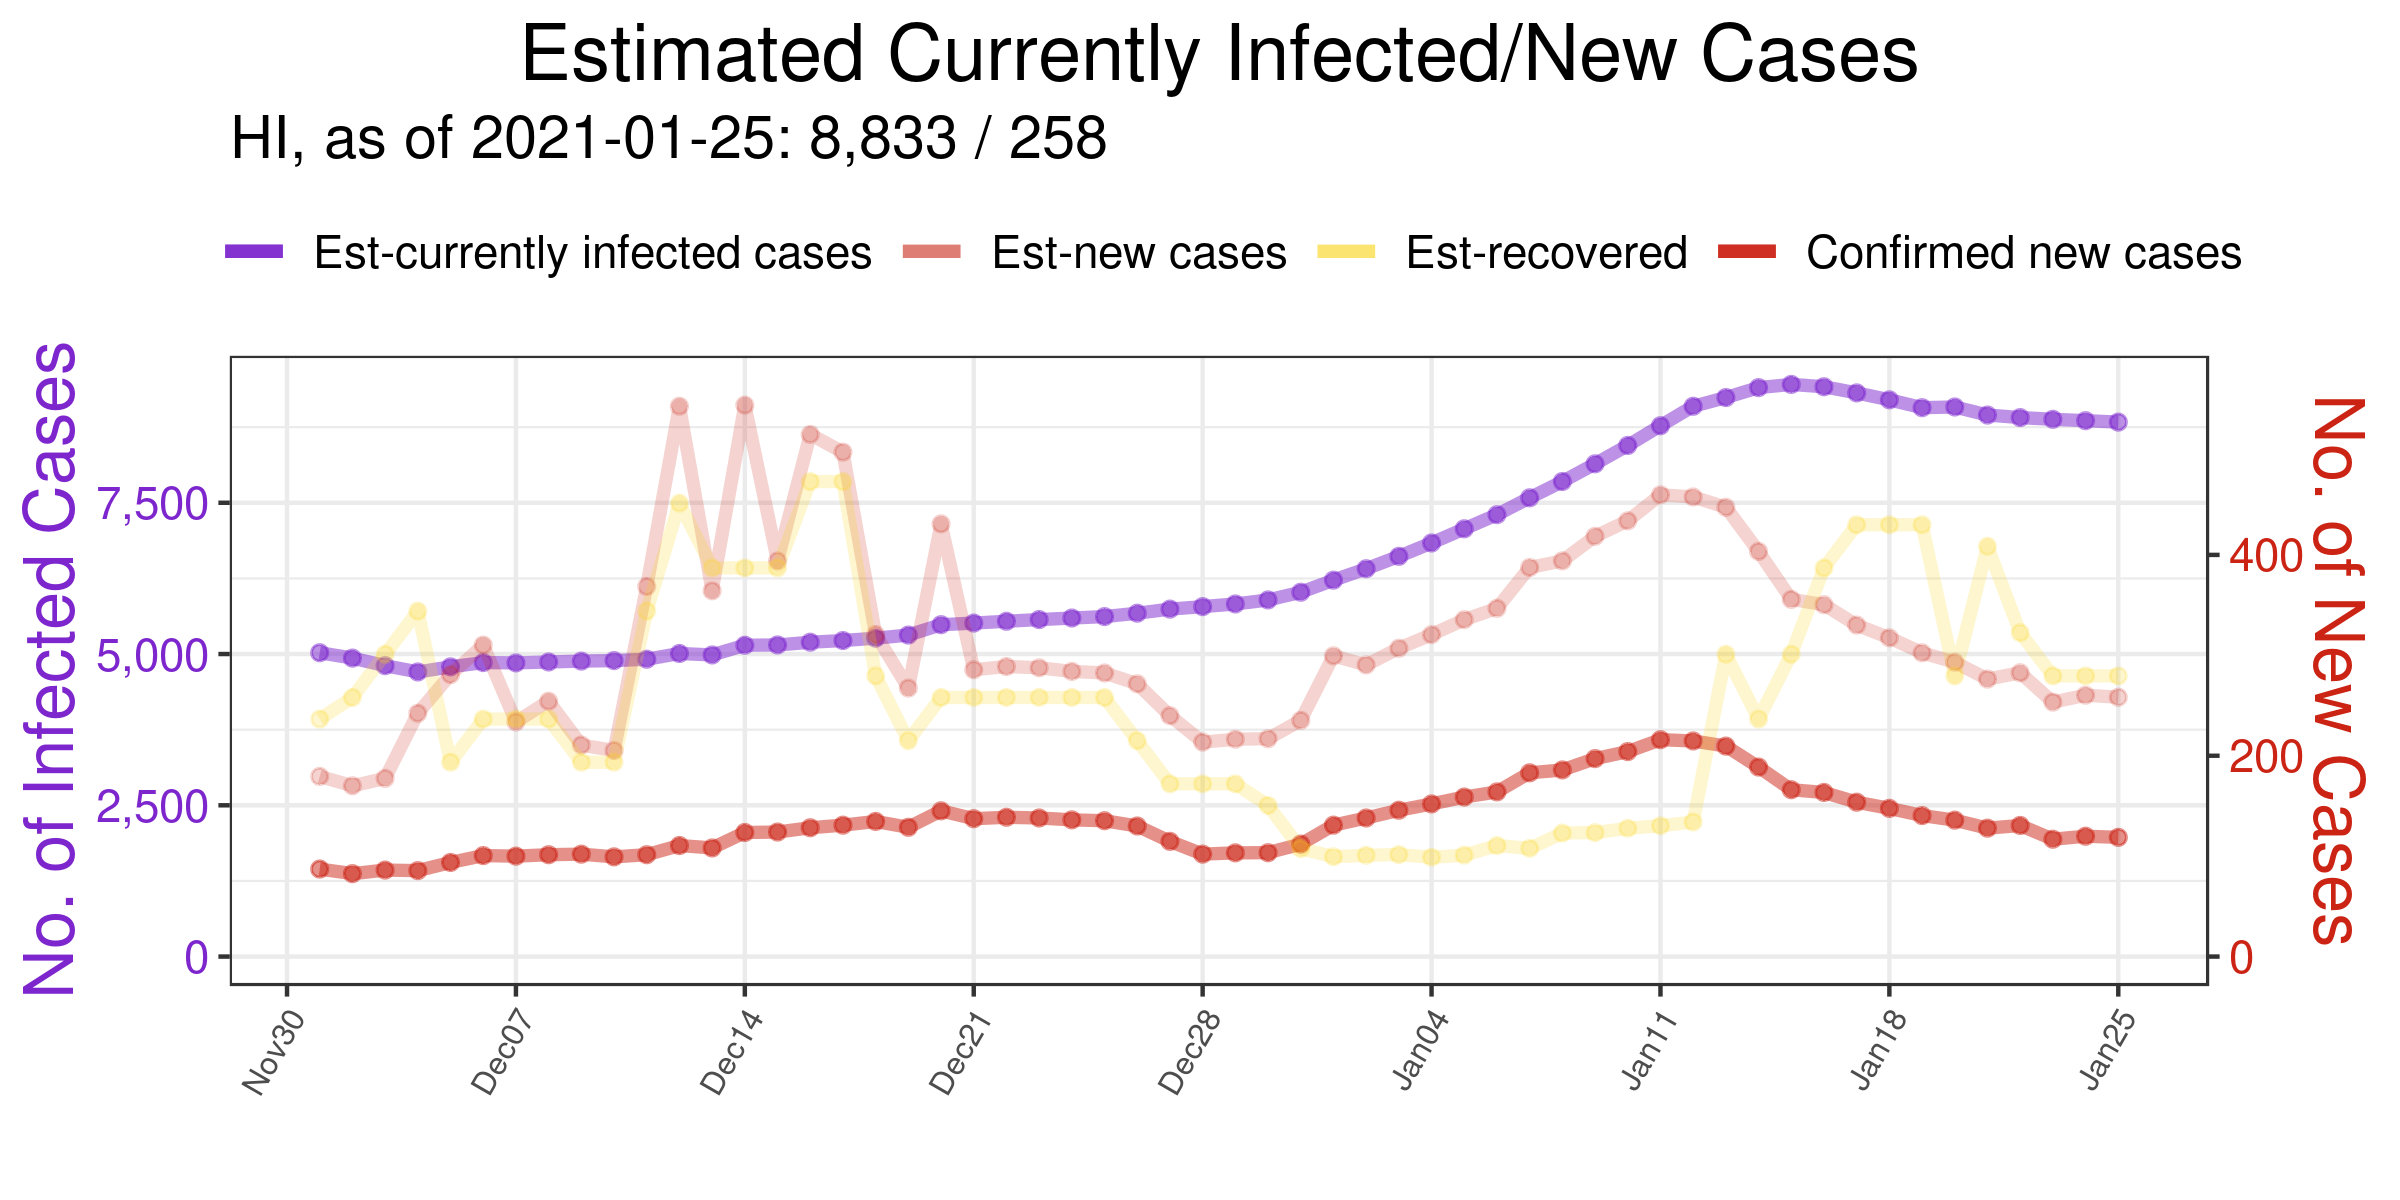 Estimated Currently Infected/New Cases
HI, as of 2021-01-25: 8,833 / 258
Est-currently infected cases Est-new cases Est-recovered Confirmed new cases
No. of Infected Cases
7,500
5,000
2,500
0
No. of New Cases
400
200
0
Nov30 Dec07 Dec14 Dec21 Dec28 Jan04 Jan11 Jan18 Jan25